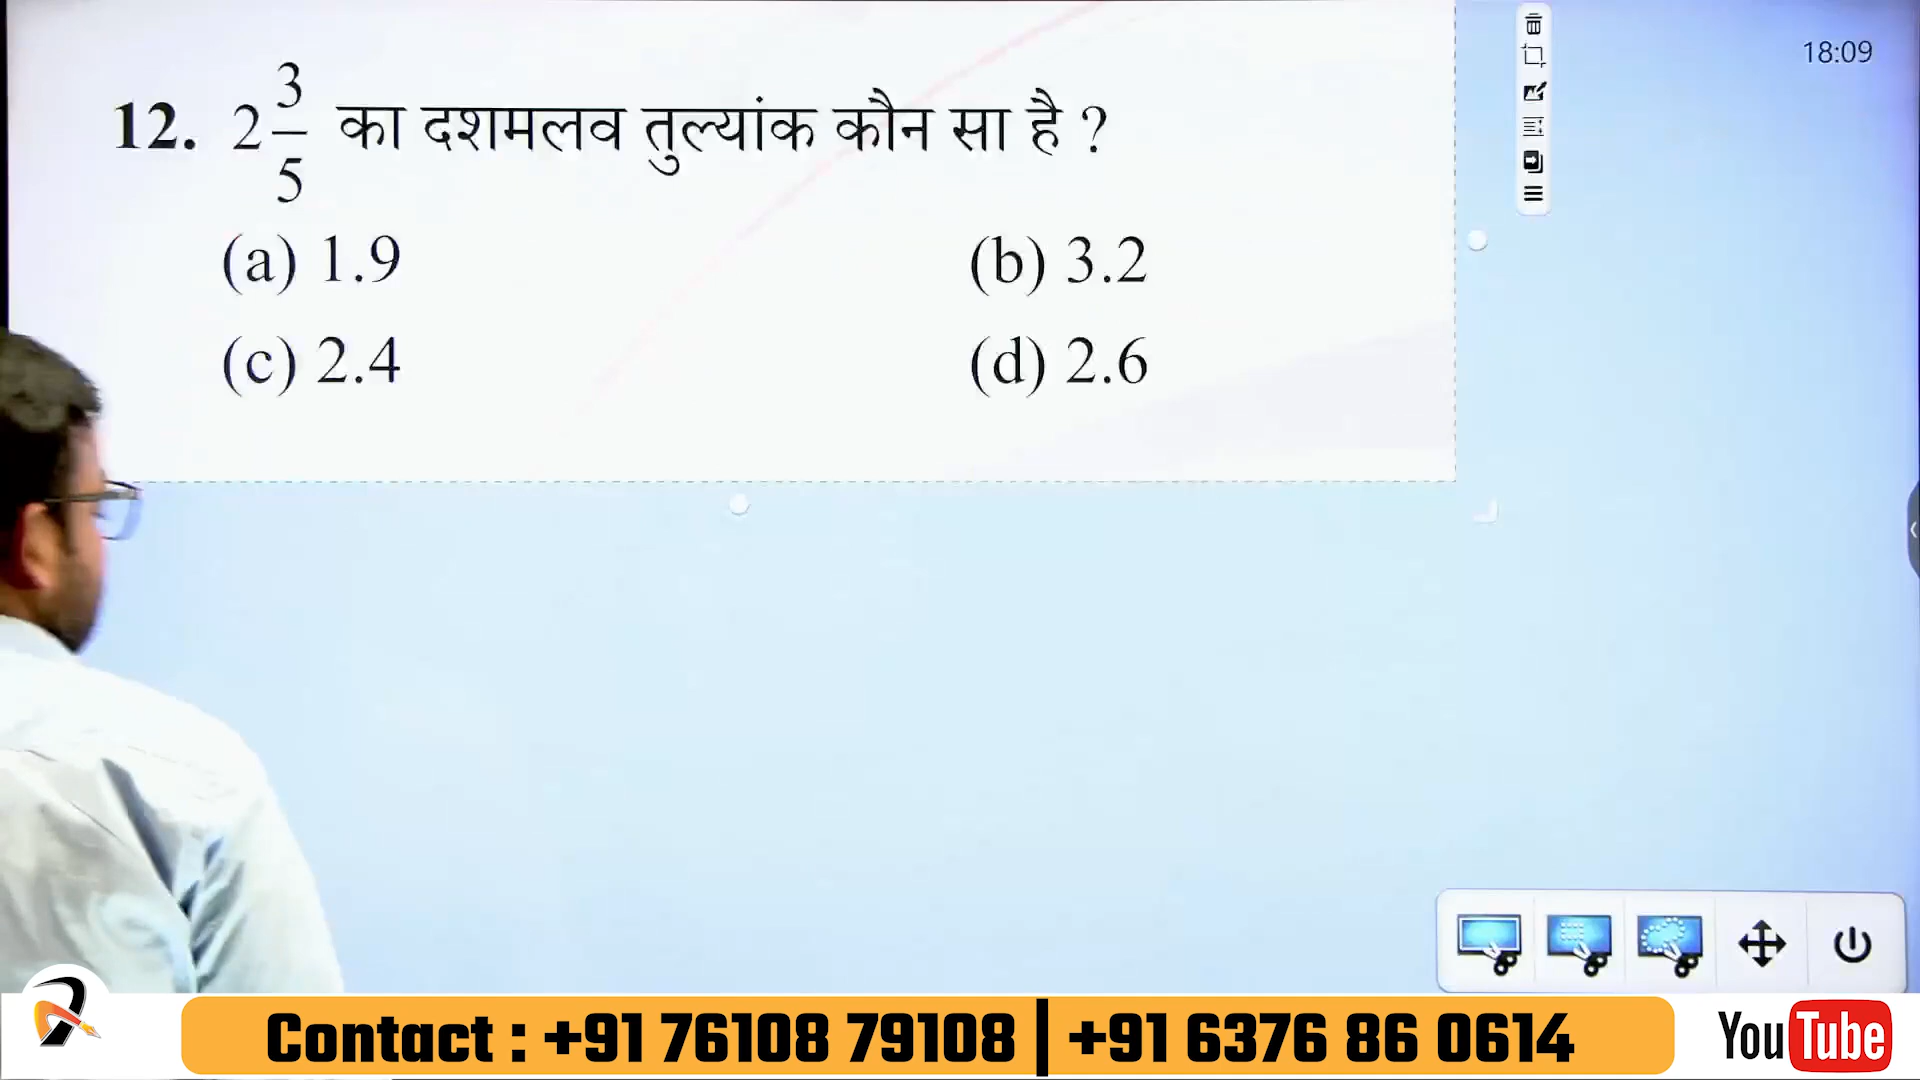 18:09
12. 2 3/5 का दशमलव तुल्यांक कौन सा है ?
(a) 1.9 (b) 3.2
(c) 2.4 (d) 2.6
Contact : +91 76108 79108 | +91 6376 86 0614
YouTube